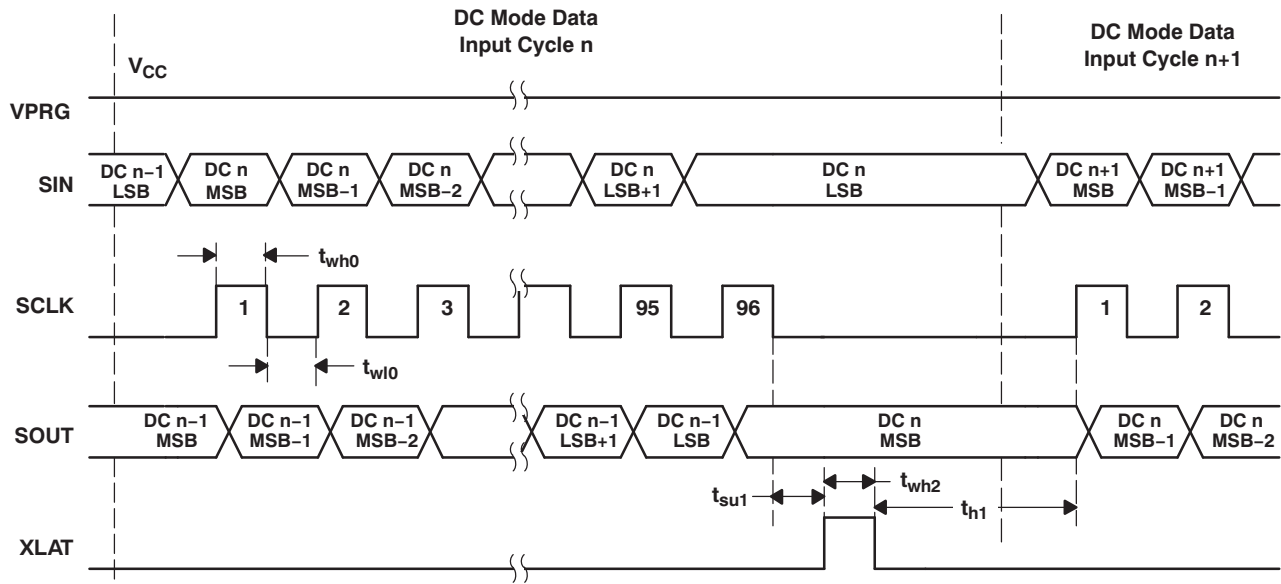 DC Mode Data
Input Cycle n
DC Mode Data
Input Cycle n+1
VCC
VPRG
SIN
DC n−1
LSB
DC n
MSB
DC n
MSB−1
DC n
MSB−2
DC n
LSB+1
DC n
LSB
DC n+1
MSB
DC n+1
MSB−1
twh0
SCLK
1
2
3
95
96
1
2
twl0
SOUT
DC n−1
MSB
DC n−1
MSB−1
DC n−1
MSB−2
DC n−1
LSB+1
DC n−1
LSB
DC n
MSB
DC n
MSB−1
DC n
MSB−2
tsu1
twh2
th1
XLAT